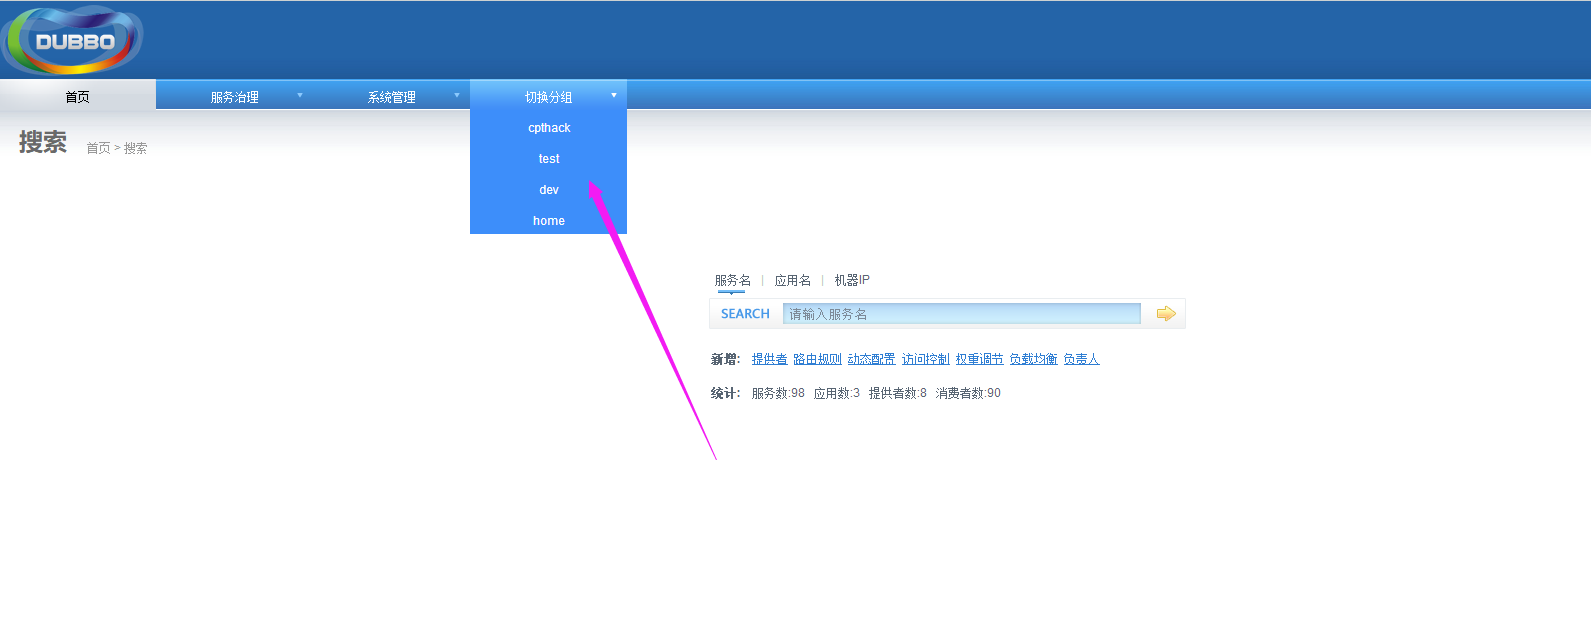 DUBBO
首页 服务治理 系统管理 切换分组
cpthack
test
dev
home
搜索 首页 > 搜索
服务名 | 应用名 | 机器IP
SEARCH 请输入服务名
新增: 提供者 路由规则 动态配置 访问控制 权重调节 负载均衡 负责人
统计: 服务数:98 应用数:3 提供者数:8 消费者数:90